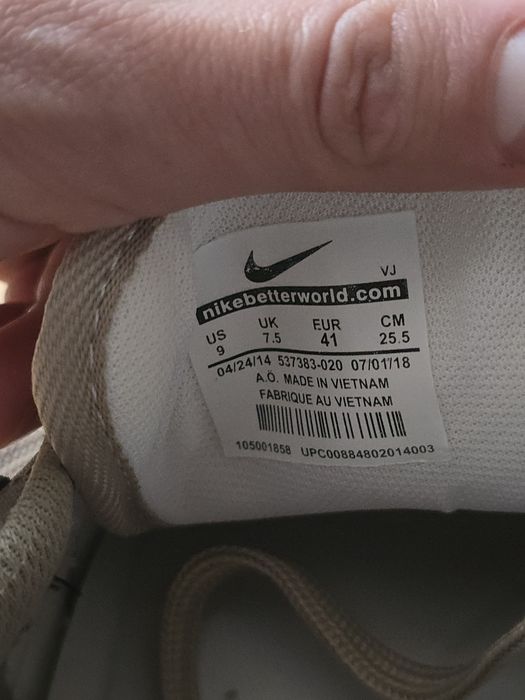 VJ
nikebetterworld.com
US UK EUR CM
9 7.5 41 25.5
04/24/14 537383-020 07/01/18
A.Ö. MADE IN VIETNAM
FABRIQUE AU VIETNAM
105001858 UPC00884802014003